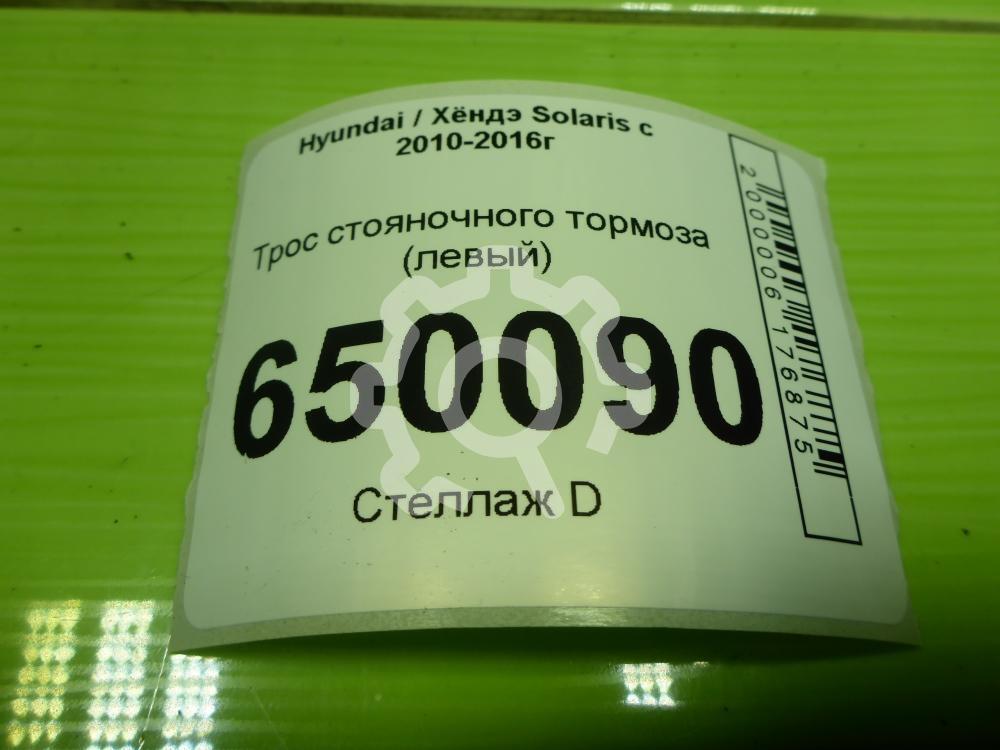 Hyundai / Хёндэ Solaris с
2010-2016г
Трос стояночного тормоза
(левый)
650090
Стеллаж D
2000006176875